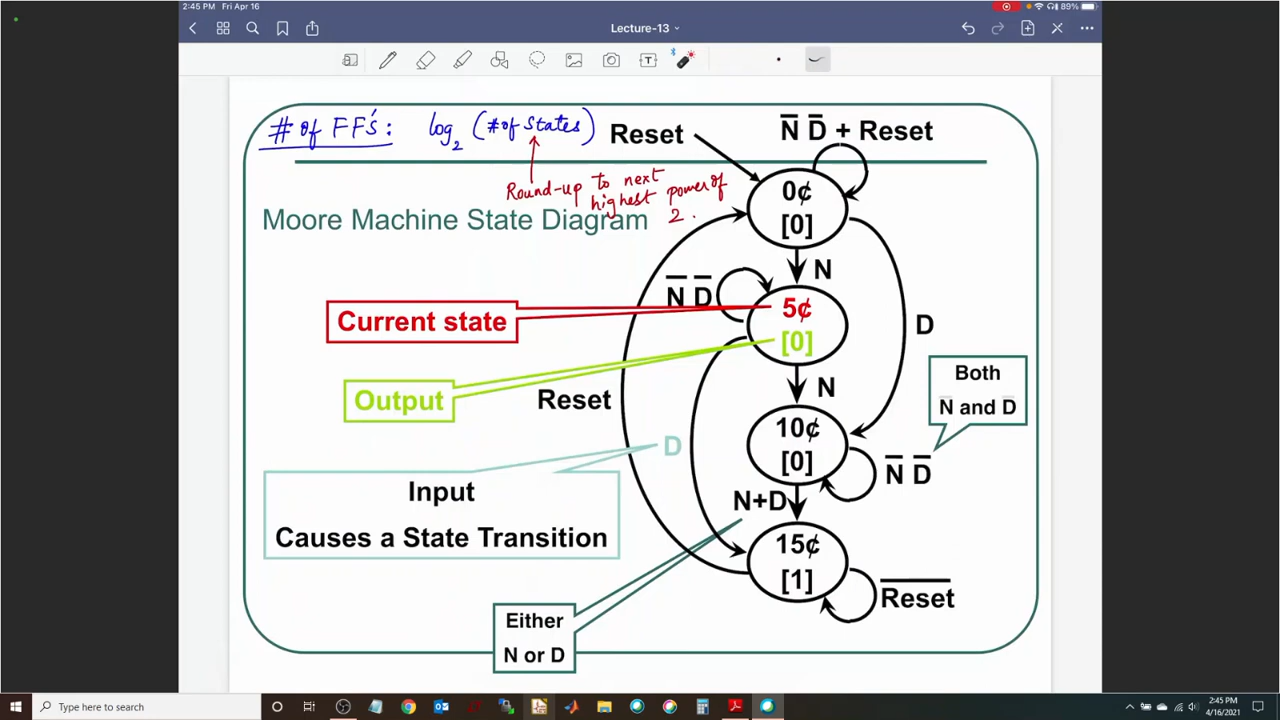 2:45 PM Fri Apr 16
89%
Lecture-13
# of FF's: log2 (# of States)
Round-up to next
highest power of
2.
Reset
N̅ D̅ + Reset
0¢
[0]
Moore Machine State Diagram
N
N̅ D̅
Current state
5¢
[0]
D
Output
Reset
N
Both
N̅ and D̅
10¢
[0]
N̅ D̅
D
Input
Causes a State Transition
N+D
15¢
[1]
R̅e̅s̅e̅t̅
Either
N or D
Type here to search
2:45 PM
4/16/2021